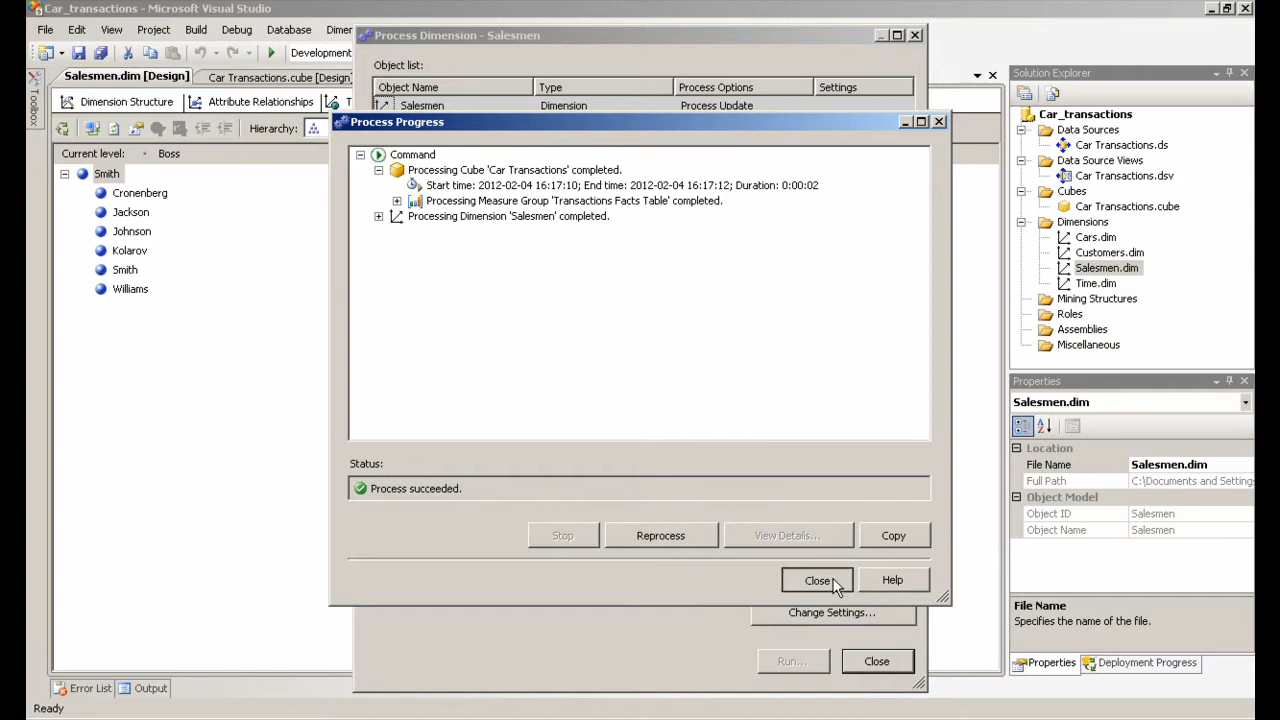 Car_transactions - Microsoft Visual Studio
File Edit View Project Build Debug Database Dimer
Development
Salesmen.dim [Design] Car Transactions.cube [Design]
Dimension Structure Attribute Relationships T
Hierarchy:
Current level: Boss
Smith
Cronenberg
Jackson
Johnson
Kolarov
Smith
Williams
Toolbox
Process Dimension - Salesmen
Object list:
Object Name Type Process Options Settings
Salesmen Dimension Process Update
Process Progress
Command
Processing Cube 'Car Transactions' completed.
Start time: 2012-02-04 16:17:10; End time: 2012-02-04 16:17:12; Duration: 0:00:02
Processing Measure Group 'Transactions Facts Table' completed.
Processing Dimension 'Salesmen' completed.
Status:
Process succeeded.
Stop Reprocess View Details... Copy
Close Help
Change Settings...
Run... Close
Solution Explorer
Car_transactions
Data Sources
Car Transactions.ds
Data Source Views
Car Transactions.dsv
Cubes
Car Transactions.cube
Dimensions
Cars.dim
Customers.dim
Salesmen.dim
Time.dim
Mining Structures
Roles
Assemblies
Miscellaneous
Properties
Salesmen.dim
Location
File Name Salesmen.dim
Full Path C:\Documents and Settings
Object Model
Object ID Salesmen
Object Name Salesmen
File Name
Specifies the name of the file.
Properties Deployment Progress
Error List Output
Ready